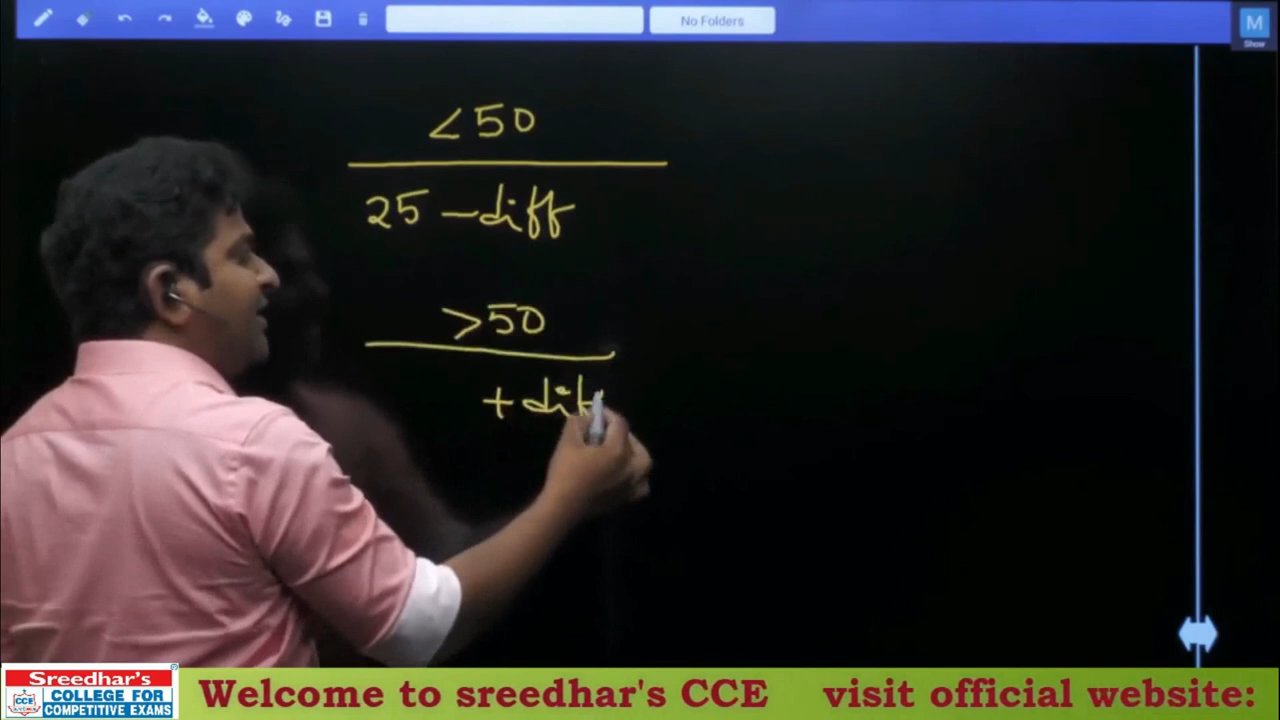 No Folders
M
Show
<50
25 - diff
>50
+ diff
Sreedhar's
CCE COLLEGE FOR
COMPETITIVE EXAMS
Welcome to sreedhar's CCE visit official website: